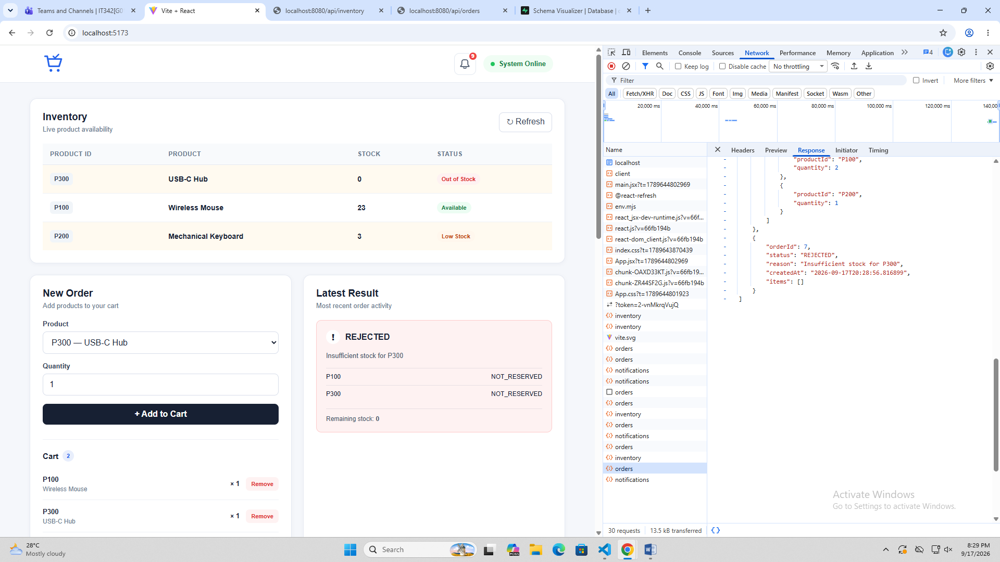 Teams and Channels | IT342[G0
Vite + React
localhost:8080/api/inventory
localhost:8080/api/orders
Schema Visualizer | Database |
localhost:5173
9
System Online
Inventory
Live product availability
↻ Refresh
PRODUCT ID PRODUCT STOCK STATUS
P300 USB-C Hub 0 Out of Stock
P100 Wireless Mouse 23 Available
P200 Mechanical Keyboard 3 Low Stock
New Order
Add products to your cart
Product
P300 — USB-C Hub
Quantity
1
+ Add to Cart
Cart 2
P100
Wireless Mouse
× 1 Remove
P300
USB-C Hub
× 1 Remove
Latest Result
Most recent order activity
! REJECTED
Insufficient stock for P300
P100 NOT_RESERVED
P300 NOT_RESERVED
Remaining stock: 0
Elements Console Sources Network Performance Memory Application 4
Keep log Disable cache No throttling
Filter Invert More filters
All Fetch/XHR Doc CSS JS Font Img Media Manifest Socket Wasm Other
20,000 ms 40,000 ms 60,000 ms 80,000 ms 100,000 ms 120,000 ms 140,00
Name
localhost
client
main.jsx?t=1789644802969
@react-refresh
env.mjs
react_jsx-dev-runtime.js?v=66f...
react.js?v=66fb194b
react-dom_client.js?v=66fb194b
index.css?t=1789643870439
App.jsx?t=1789644802969
chunk-OAXD33KT.js?v=66fb19...
chunk-ZR44SF2G.js?v=66fb194b
App.css?t=1789644801923
?token=2-vnMkrqVujQ
inventory
inventory
vite.svg
orders
orders
notifications
notifications
orders
orders
inventory
orders
notifications
orders
inventory
orders
notifications
Headers Preview Response Initiator Timing
- "productId": "P100",
- "quantity": 2
- },
- {
- "productId": "P200",
- "quantity": 1
- }
- ]
- },
- {
- "orderId": 7,
- "status": "REJECTED",
- "reason": "Insufficient stock for P300",
- "createdAt": "2026-09-17T20:28:56.816899",
- "items": []
- }
- ]
Activate Windows
Go to Settings to activate Windows.
30 requests 13.5 kB transferred {}
28°C
Mostly cloudy
Search
M365
8:29 PM
9/17/2026